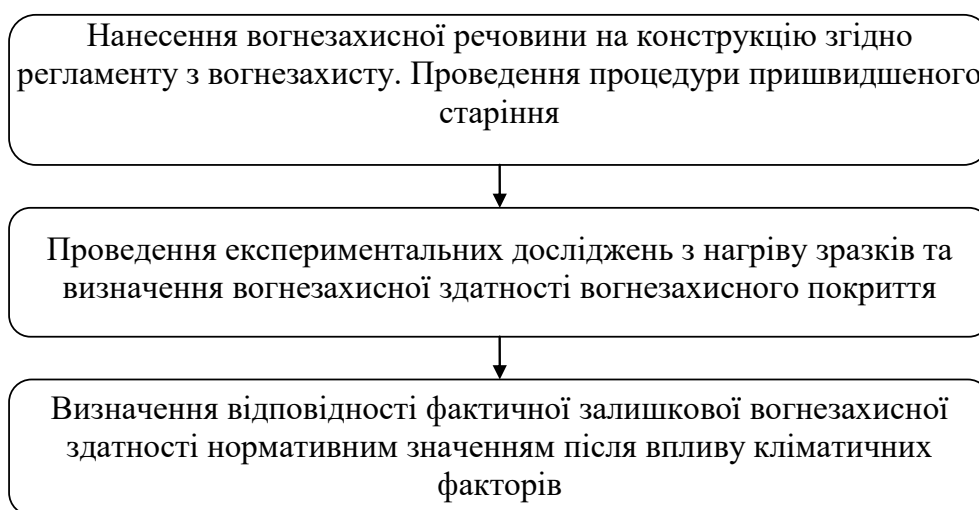 Нанесення вогнезахисної речовини на конструкцію згідно
регламенту з вогнезахисту. Проведення процедури пришвидшеного
старіння
Проведення експериментальних досліджень з нагріву зразків та
визначення вогнезахисної здатності вогнезахисного покриття
Визначення відповідності фактичної залишкової вогнезахисної
здатності нормативним значенням після впливу кліматичних
факторів